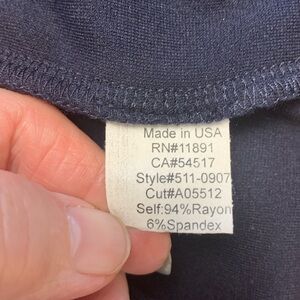 Made in USA
RN#11891
CA#54517
Style#511-0907
Cut#A05512
Self:94%Rayon
6%Spandex